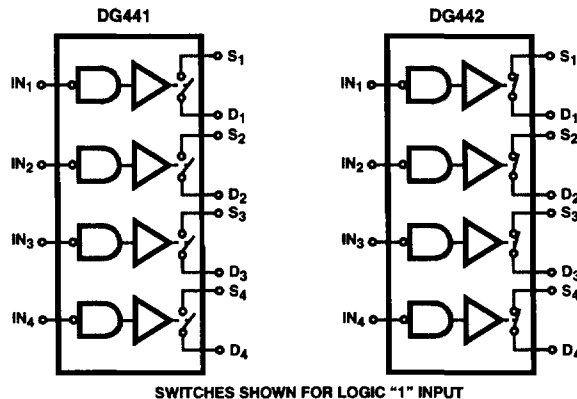 DG441
IN1
IN2
IN3
IN4
S1
D1
S2
D2
S3
D3
S4
D4
DG442
IN1
IN2
IN3
IN4
S1
D1
S2
D2
S3
D3
S4
D4
SWITCHES SHOWN FOR LOGIC "1" INPUT